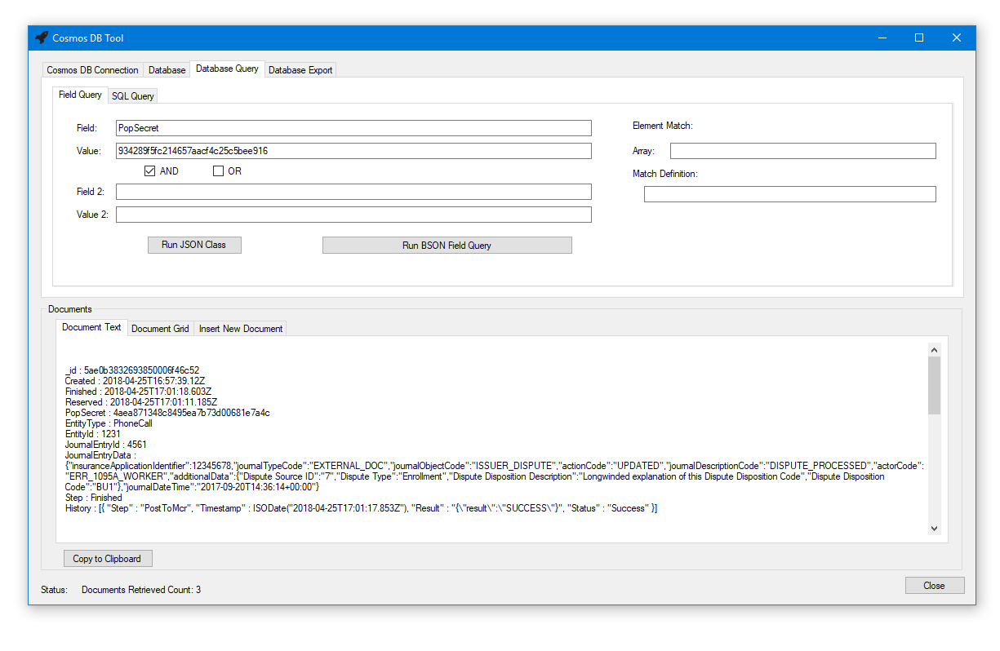 Cosmos DB Tool
Cosmos DB Connection Database Database Query Database Export
Field Query SQL Query
Field: PopSecret
Value: 934289f5fc214657aacf4c25c5bee916
AND OR
Field 2:
Value 2:
Run JSON Class Run BSON Field Query
Element Match:
Array:
Match Definition:
Documents
Document Text Document Grid Insert New Document
_id : 5ae0b3832693850006f46c52
Created : 2018-04-25T16:57:39.12Z
Finished : 2018-04-25T17:01:18.603Z
Reserved : 2018-04-25T17:01:11.185Z
PopSecret : 4aea871348c8495ea7b73d00681e7a4c
EntityType : PhoneCall
EntityId : 1231
JournalEntryId : 4561
JournalEntryData :
{"insuranceApplicationIdentifier":12345678,"journalTypeCode":"EXTERNAL_DOC","journalObjectCode":"ISSUER_DISPUTE","actionCode":"UPDATED","journalDescriptionCode":"DISPUTE_PROCESSED","actorCode":
"ERR_1095A_WORKER","additionalData":{"Dispute Source ID":"7","Dispute Type":"Enrollment","Dispute Disposition Description":"Longwinded explanation of this Dispute Disposition Code","Dispute Disposition
Code":"BU1"},"journalDateTime":"2017-09-20T14:36:14+00:00"}
Step : Finished
History : [{ "Step" : "PostToMcr", "Timestamp" : ISODate("2018-04-25T17:01:17.853Z"), "Result" : "{\"result\":\"SUCCESS\"}", "Status" : "Success" }]
Copy to Clipboard
Status: Documents Retrieved Count: 3
Close